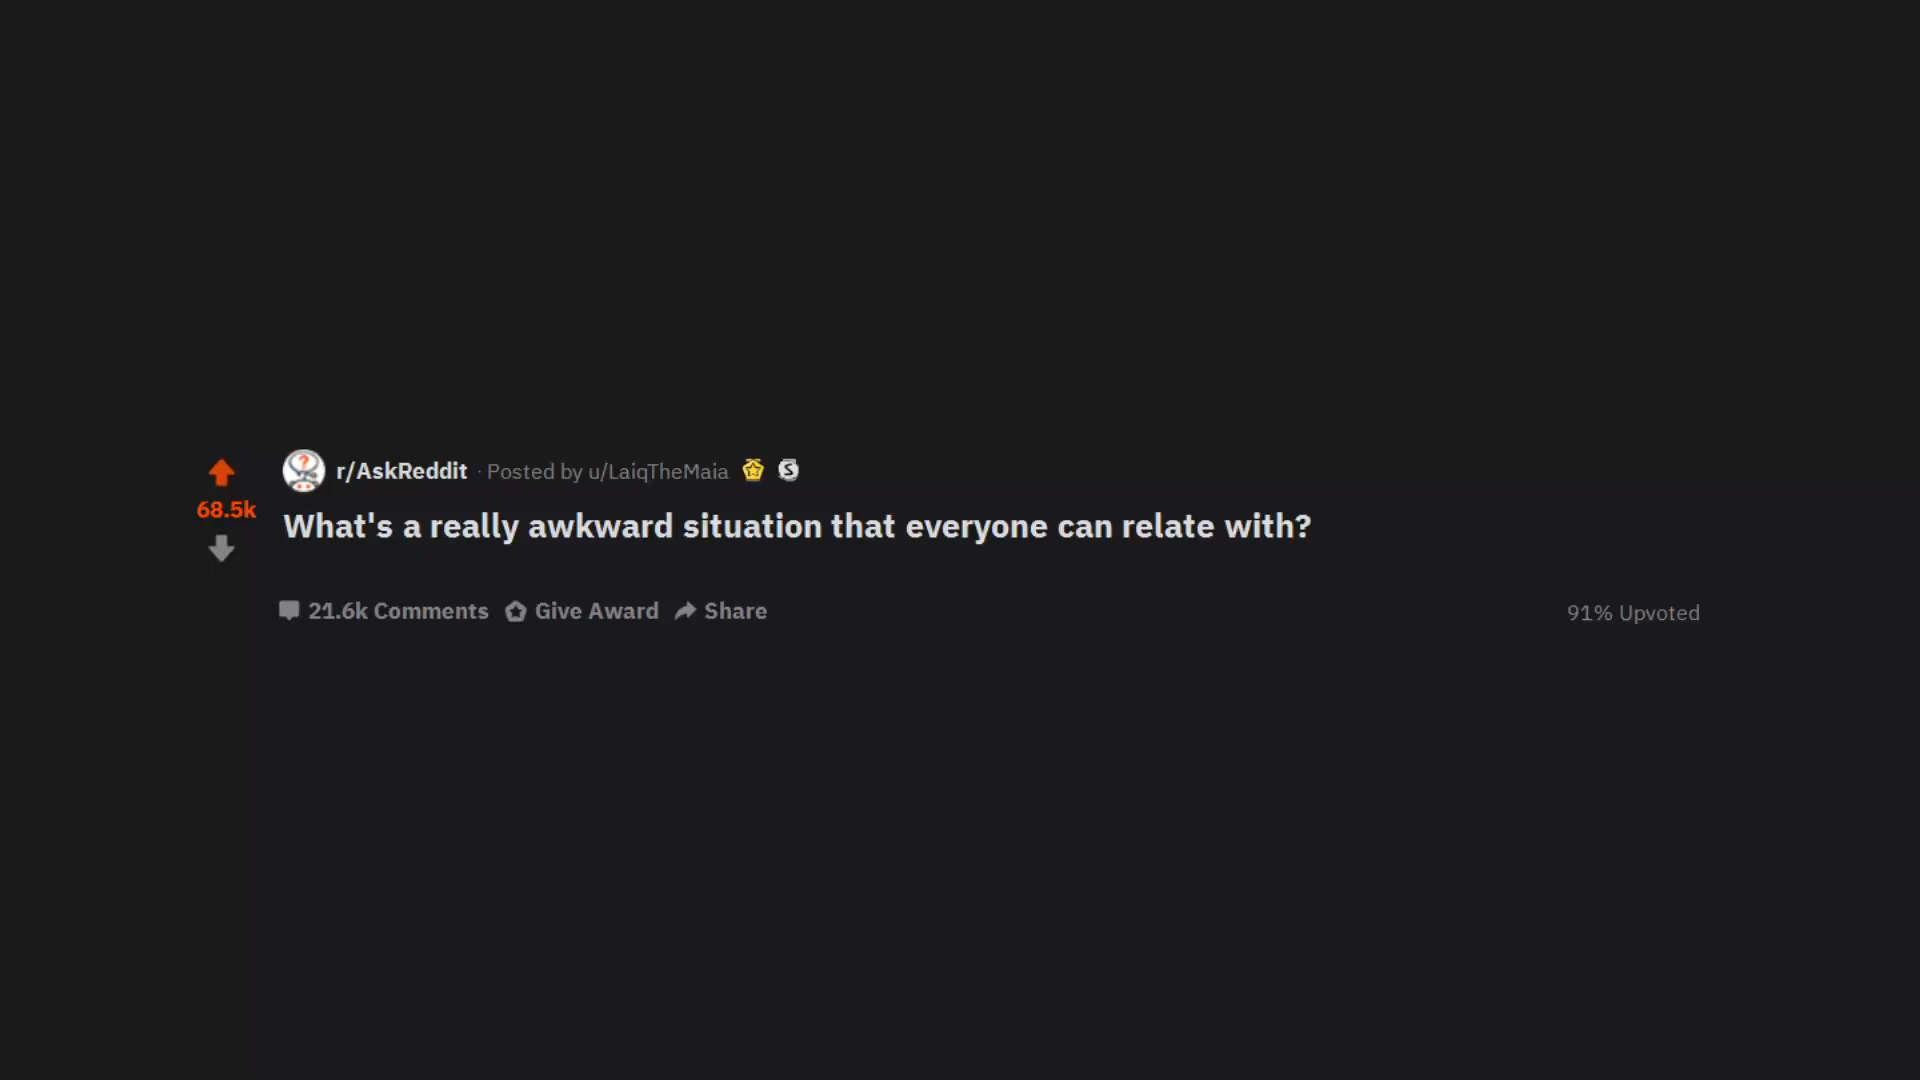 r/AskReddit · Posted by u/LaiqTheMaia
68.5k
What's a really awkward situation that everyone can relate with?
21.6k Comments Give Award Share
91% Upvoted